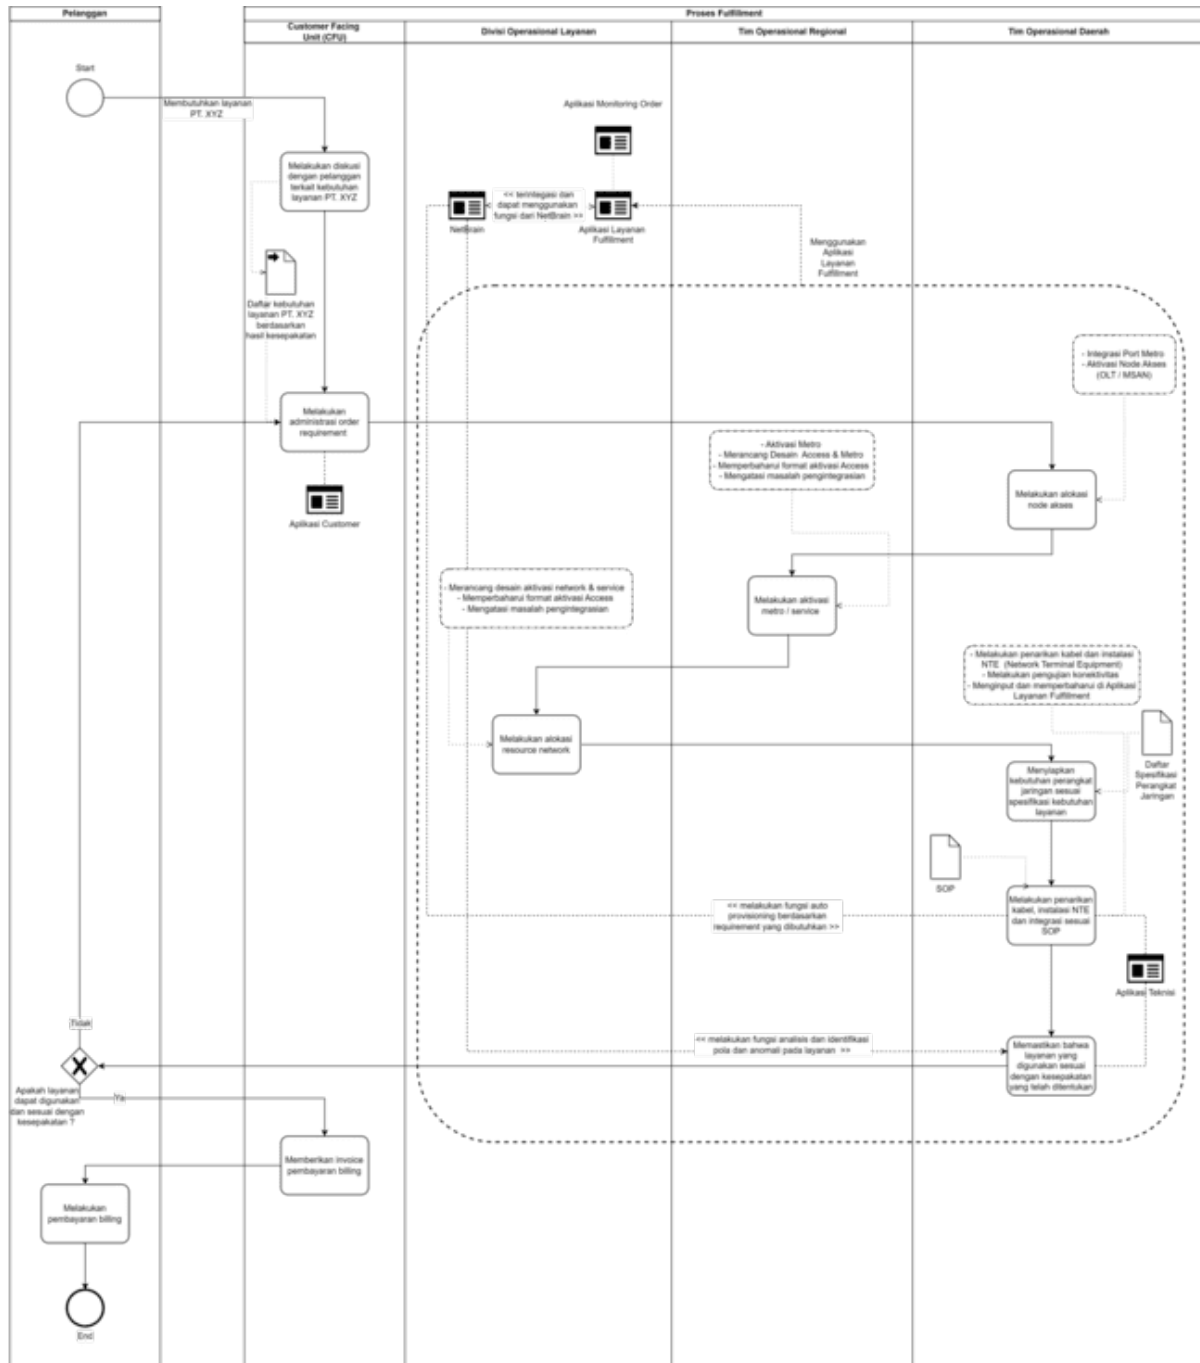 Pelanggan
Proses Fulfillment
Customer Facing
Unit (CFU)
Divisi Operasional Layanan
Tim Operasional Regional
Tim Operasional Daerah
Start
Membutuhkan layanan
PT. XYZ
Melakukan diskusi
dengan pelanggan
terkait kebutuhan
layanan PT. XYZ
Aplikasi Monitoring Order
<< terintegasi dan
dapat menggunakan
fungsi dari NetBrain >>
NetBrain
Aplikasi Layanan
Fulfillment
Menggunakan
Aplikasi
Layanan
Fulfillment
Daftar kebutuhan
layanan PT. XYZ
berdasarkan
hasil kesepakatan
- Integrasi Port Metro
- Aktivasi Node Akses
(OLT / MSAN)
Melakukan
administrasi order
requirement
Aplikasi Customer
- Aktivasi Metro
- Merancang Desain Access & Metro
- Memperbaharui format aktivasi Access
- Mengatasi masalah pengintegrasian
Melakukan alokasi
node akses
- Merancang desain aktivasi network & service
- Memperbaharui format aktivasi Access
- Mengatasi masalah pengintegrasian
Melakukan aktivasi
metro / service
- Melakukan penarikan kabel dan instalasi
NTE (Network Terminal Equipment)
- Melakukan pengujian konektivitas
- Menginput dan memperbaharui di Aplikasi
Layanan Fulfillment
Melakukan alokasi
resource network
Daftar
Spesifikasi
Perangkat
Jaringan
Menyiapkan
kebutuhan perangkat
jaringan sesuai
spesifikasi kebutuhan
layanan
SOP
<< melakukan fungsi auto
provisioning berdasarkan
requirement yang dibutuhkan >>
Melakukan penarikan
kabel, instalasi NTE
dan integrasi sesuai
SOP
Aplikasi Teknisi
Tidak
<< melakukan fungsi analisis dan identifikasi
pola dan anomali pada layanan >>
Memastikan bahwa
layanan yang
digunakan sesuai
dengan kesepakatan
yang telah ditentukan
Apakah layanan
dapat digunakan
dan sesuai dengan
kesepakatan ?
Ya
Memberikan invoice
pembayaran billing
Melakukan
pembayaran billing
End